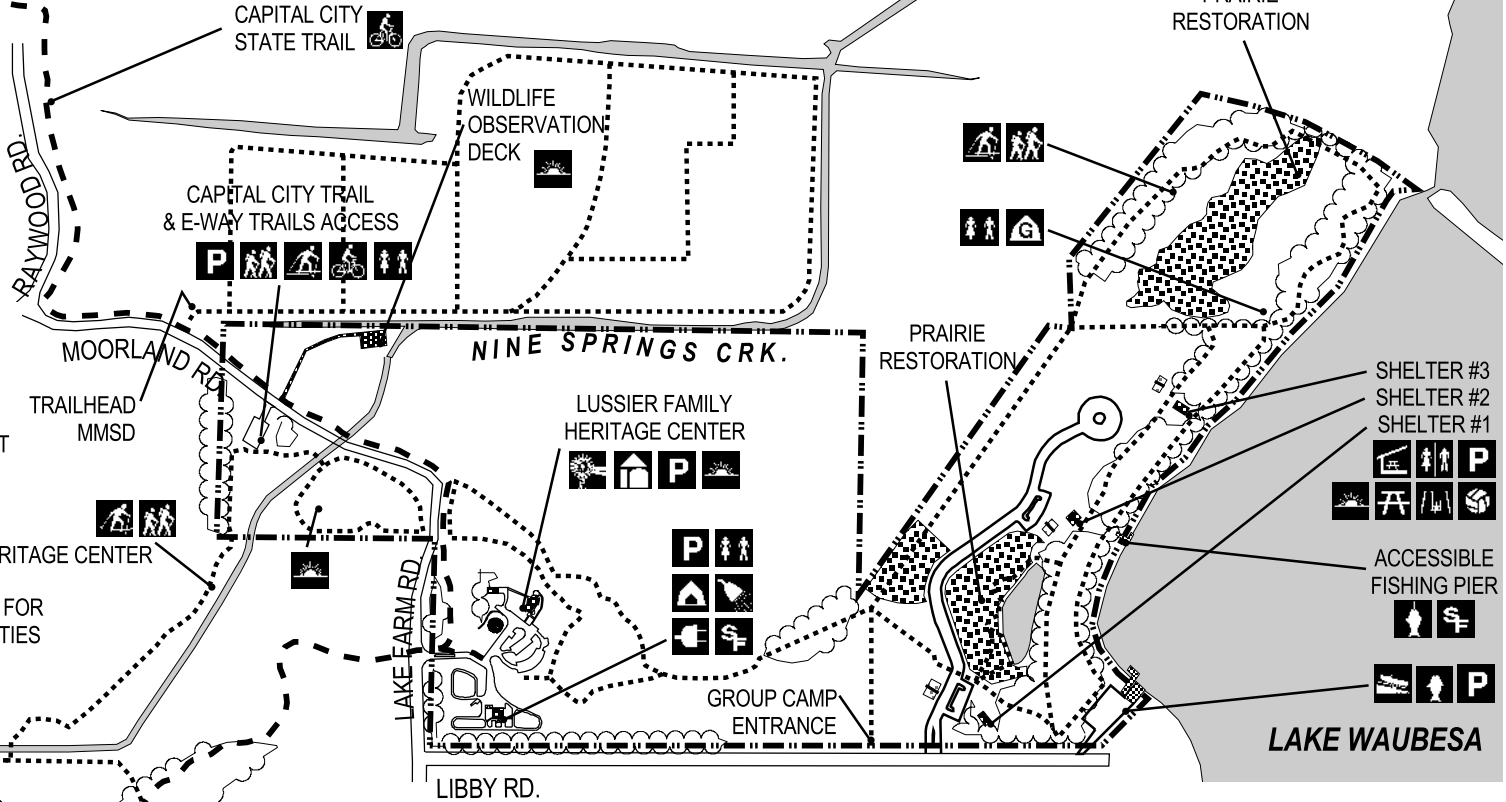 CAPITAL CITY
STATE TRAIL
PRAIRIE
RESTORATION
WILDLIFE
OBSERVATION
DECK
RAYWOOD RD.
CAPITAL CITY TRAIL
& E-WAY TRAILS ACCESS
P
G
MOORLAND RD
NINE SPRINGS CRK.
PRAIRIE
RESTORATION
TRAILHEAD
MMSD
T
LUSSIER FAMILY
HERITAGE CENTER
P
SHELTER #3
SHELTER #2
SHELTER #1
P
RITAGE CENTER
FOR
TIES
LAKE FARM RD.
P
SF
ACCESSIBLE
FISHING PIER
SF
P
GROUP CAMP
ENTRANCE
LAKE WAUBESA
LIBBY RD.